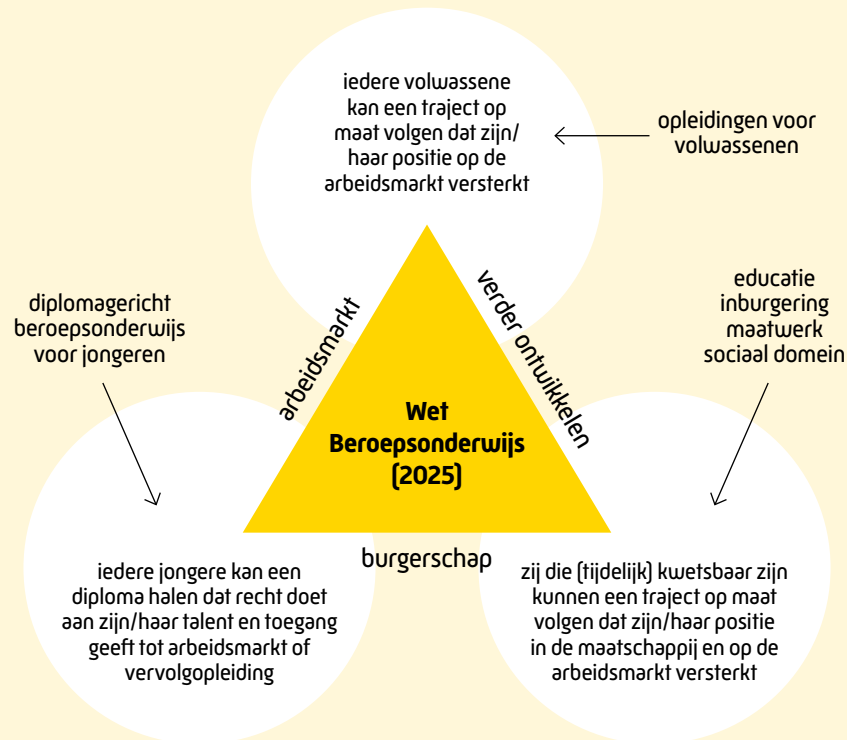 iedere volwassene
kan een traject op
maat volgen dat zijn/
haar positie op de
arbeidsmarkt versterkt
opleidingen voor
volwassenen
diplomagericht
beroepsonderwijs
voor jongeren
arbeidsmarkt
verder ontwikkelen
educatie
inburgering
maatwerk
sociaal domein
Wet
Beroepsonderwijs
(2025)
burgerschap
iedere jongere kan een
diploma halen dat recht doet
aan zijn/haar talent en toegang
geeft tot arbeidsmarkt of
vervolgopleiding
zij die (tijdelijk) kwetsbaar zijn
kunnen een traject op maat
volgen dat zijn/haar positie
in de maatschappij en op de
arbeidsmarkt versterkt